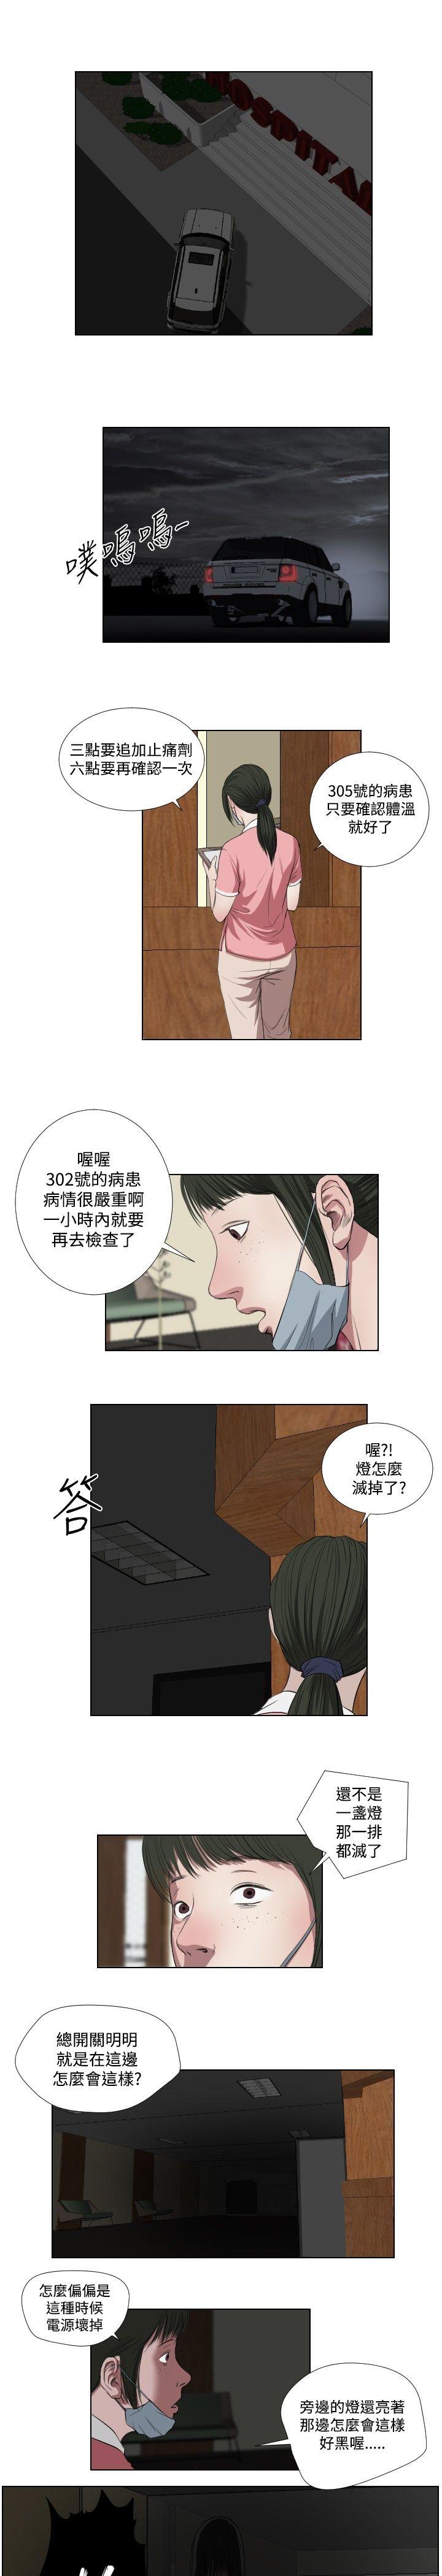 HOSPITAL
噗嗚嗚-
三點要追加止痛劑
六點要再確認一次
305號的病患
只要確認體溫
就好了
喔喔
302號的病患
病情很嚴重啊
一小時內就要
再去檢查了
答
喔?!
燈怎麼
滅掉了?
還不是
一盞燈
那一排
都滅了
總開關明明
就是在這邊
怎麼會這樣?
怎麼偏偏是
這種時候
電源壞掉
旁邊的燈還亮著
那邊怎麼會這樣
好黑喔.....